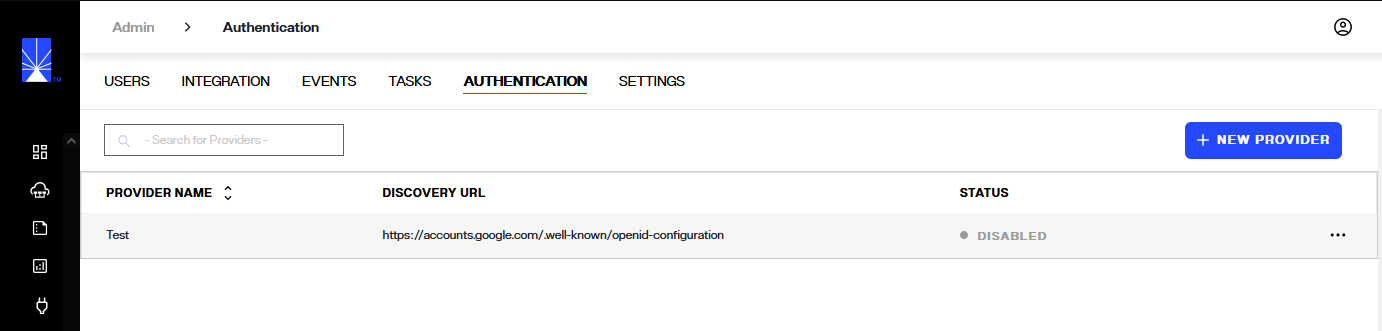 Admin > Authentication
TM
USERS INTEGRATION EVENTS TASKS AUTHENTICATION SETTINGS
- Search for Providers -
+ NEW PROVIDER
PROVIDER NAME DISCOVERY URL STATUS
Test https://accounts.google.com/.well-known/openid-configuration DISABLED ...